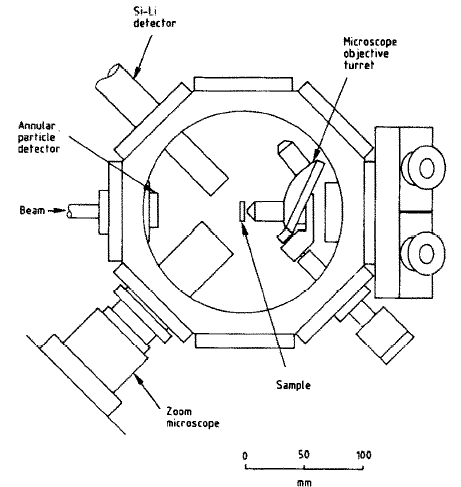 Si-Li
detector
Microscope
objective
turret
Annular
particle
detector
Beam
Sample
Zoom
microscope
0 50 100
mm